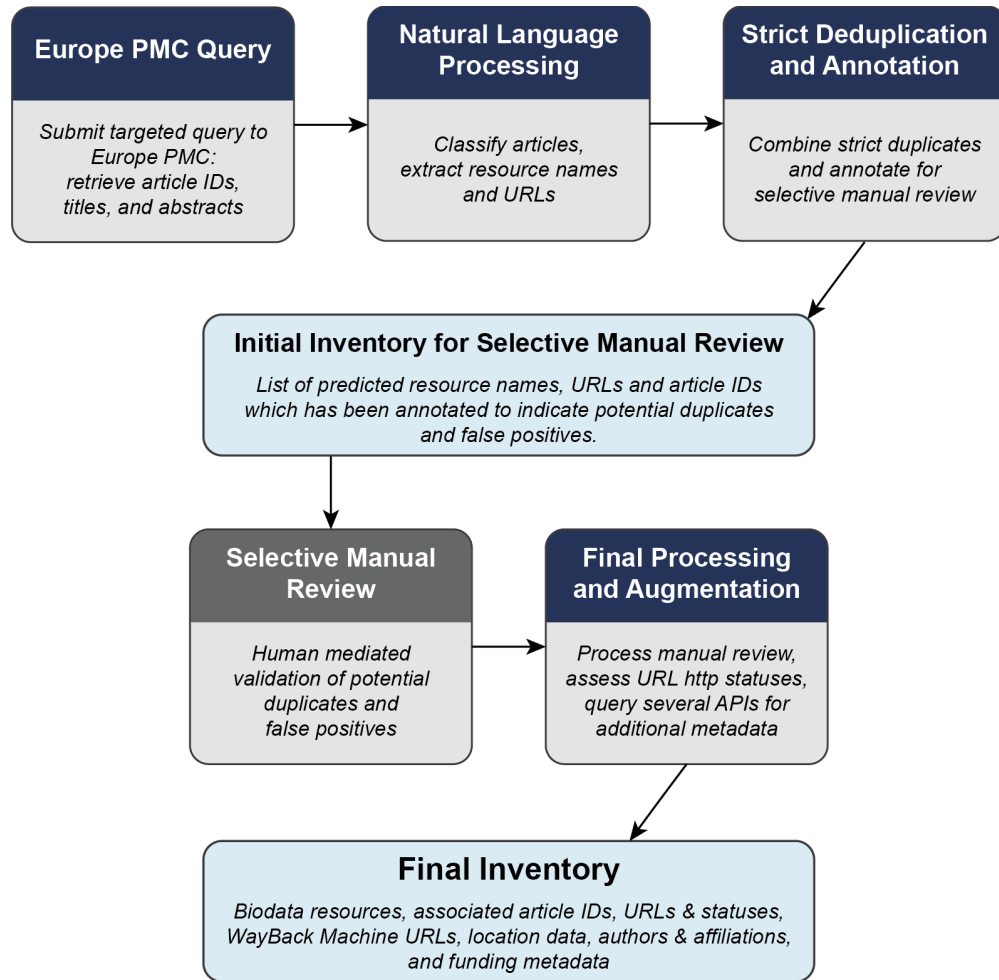 Europe PMC Query
Submit targeted query to
Europe PMC:
retrieve article IDs,
titles, and abstracts
Natural Language
Processing
Classify articles,
extract resource names
and URLs
Strict Deduplication
and Annotation
Combine strict duplicates
and annotate for
selective manual review
Initial Inventory for Selective Manual Review
List of predicted resource names, URLs and article IDs
which has been annotated to indicate potential duplicates
and false positives.
Selective Manual
Review
Human mediated
validation of potential
duplicates and
false positives
Final Processing
and Augmentation
Process manual review,
assess URL http statuses,
query several APIs for
additional metadata
Final Inventory
Biodata resources, associated article IDs, URLs & statuses,
WayBack Machine URLs, location data, authors & affiliations,
and funding metadata